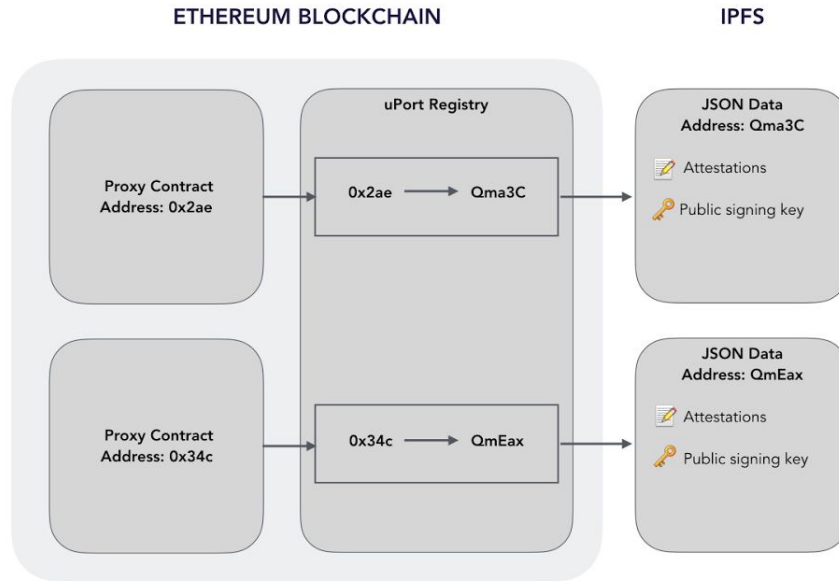 ETHEREUM BLOCKCHAIN
IPFS
Proxy Contract
Address: 0x2ae
uPort Registry
0x2ae
Qma3C
JSON Data
Address: Qma3C
Attestations
Public signing key
Proxy Contract
Address: 0x34c
0x34c
QmEax
JSON Data
Address: QmEax
Attestations
Public signing key